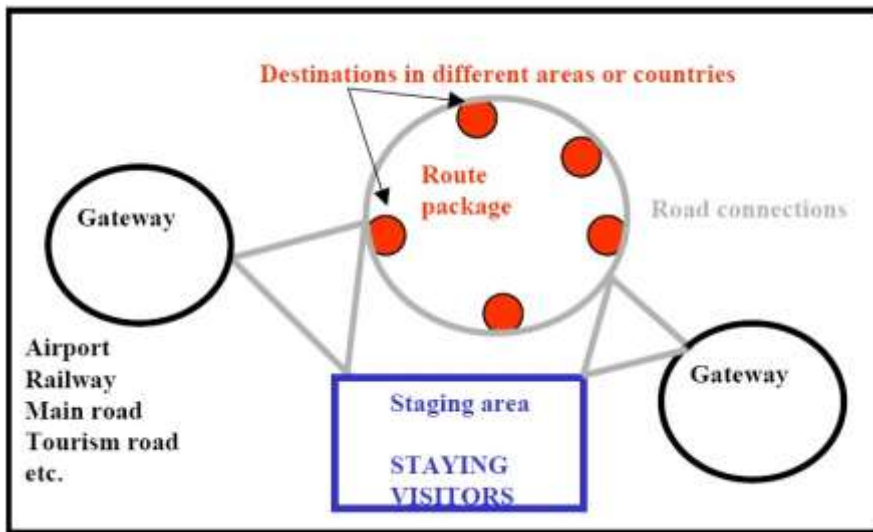 Destinations in different areas or countries
Gateway
Route
package
Road connections
Airport
Railway
Main road
Tourism road
etc.
Staging area
STAYING
VISITORS
Gateway